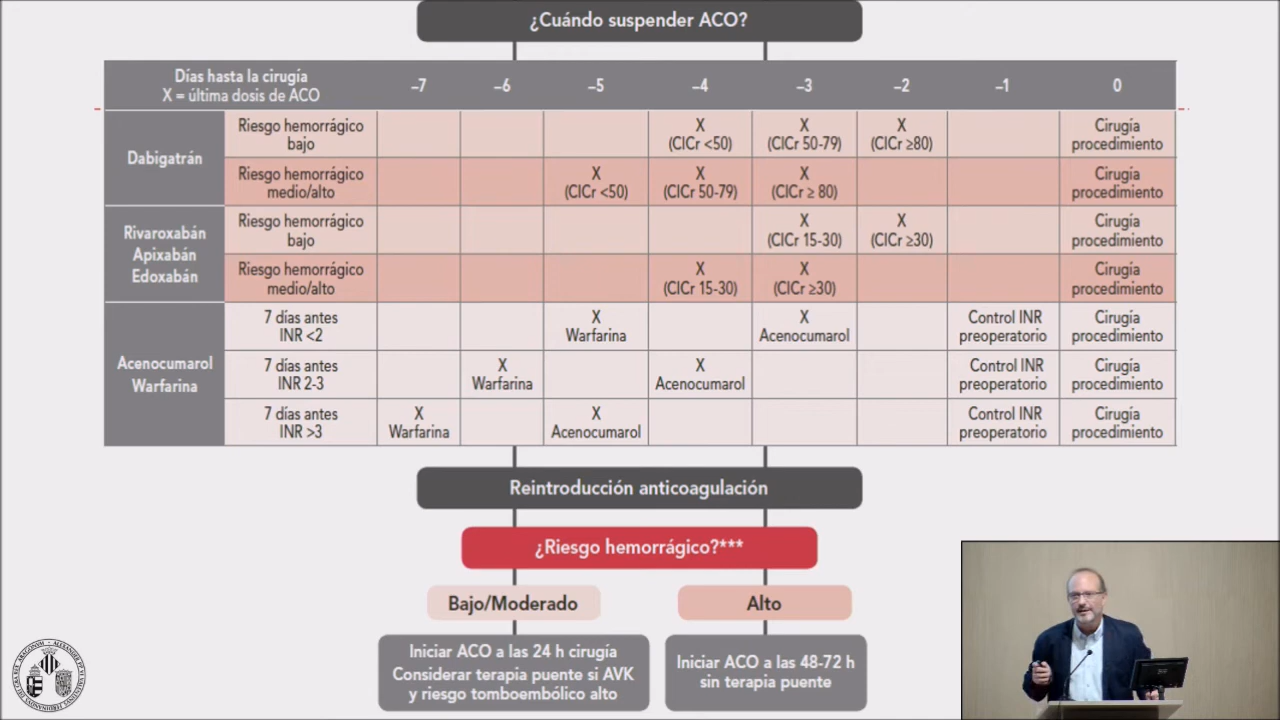 ¿Cuándo suspender ACO?
Días hasta la cirugía
X = última dosis de ACO
–7
–6
–5
–4
–3
–2
–1
0
Dabigatrán
Riesgo hemorrágico
bajo
X
(ClCr <50)
X
(ClCr 50-79)
X
(ClCr ≥80)
Cirugía
procedimiento
Riesgo hemorrágico
medio/alto
X
(ClCr <50)
X
(ClCr 50-79)
X
(ClCr ≥ 80)
Cirugía
procedimiento
Rivaroxabán
Apixabán
Edoxabán
Riesgo hemorrágico
bajo
X
(ClCr 15-30)
X
(ClCr ≥30)
Cirugía
procedimiento
Riesgo hemorrágico
medio/alto
X
(ClCr 15-30)
X
(ClCr ≥30)
Cirugía
procedimiento
Acenocumarol
Warfarina
7 días antes
INR <2
X
Warfarina
X
Acenocumarol
Control INR
preoperatorio
Cirugía
procedimiento
7 días antes
INR 2-3
X
Warfarina
X
Acenocumarol
Control INR
preoperatorio
Cirugía
procedimiento
7 días antes
INR >3
X
Warfarina
X
Acenocumarol
Control INR
preoperatorio
Cirugía
procedimiento
Reintroducción anticoagulación
¿Riesgo hemorrágico?***
Bajo/Moderado
Alto
Iniciar ACO a las 24 h cirugía
Considerar terapia puente si AVK
y riesgo tomboembólico alto
Iniciar ACO a las 48-72 h
sin terapia puente